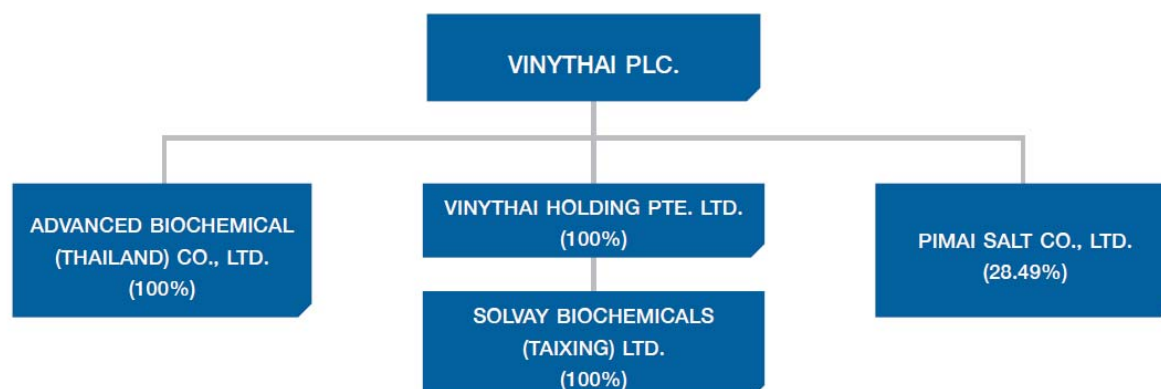 VINYTHAI PLC.
ADVANCED BIOCHEMICAL
(THAILAND) CO., LTD.
(100%)
VINYTHAI HOLDING PTE. LTD.
(100%)
PIMAI SALT CO., LTD.
(28.49%)
SOLVAY BIOCHEMICALS
(TAIXING) LTD.
(100%)